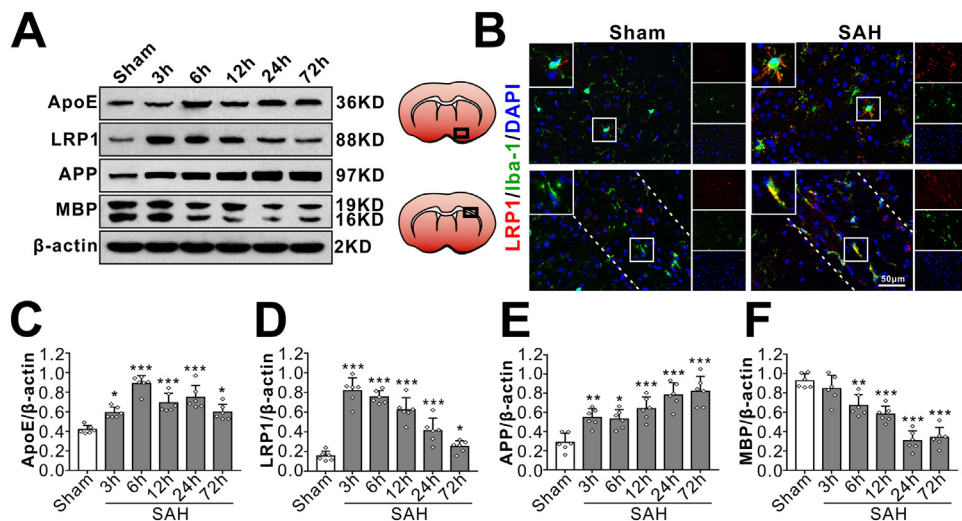 A
Sham 3h 6h 12h 24h 72h
ApoE 36KD
LRP1 88KD
APP 97KD
MBP 19KD
16KD
β-actin 2KD
B
Sham SAH
LRP1/Iba-1/DAPI
50μm
C
ApoE/β-actin
1.2
1.0
0.8
0.6
0.4
0.2
0.0
* *** *** *** *
Sham 3h 6h 12h 24h 72h
SAH
D
LRP1/β-actin
1.2
1.0
0.8
0.6
0.4
0.2
0.0
*** *** *** *** *
Sham 3h 6h 12h 24h 72h
SAH
E
APP/β-actin
1.2
1.0
0.8
0.6
0.4
0.2
0.0
** * *** *** ***
Sham 3h 6h 12h 24h 72h
SAH
F
MBP/β-actin
1.2
1.0
0.8
0.6
0.4
0.2
0.0
** *** *** ***
Sham 3h 6h 12h 24h 72h
SAH